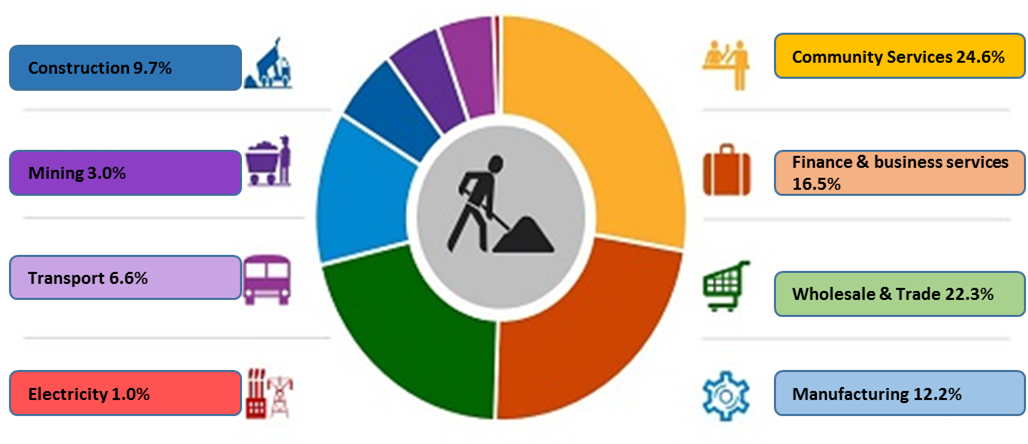 Construction 9.7%
Community Services 24.6%
Mining 3.0%
Finance & business services
16.5%
Transport 6.6%
Wholesale & Trade 22.3%
Electricity 1.0%
Manufacturing 12.2%